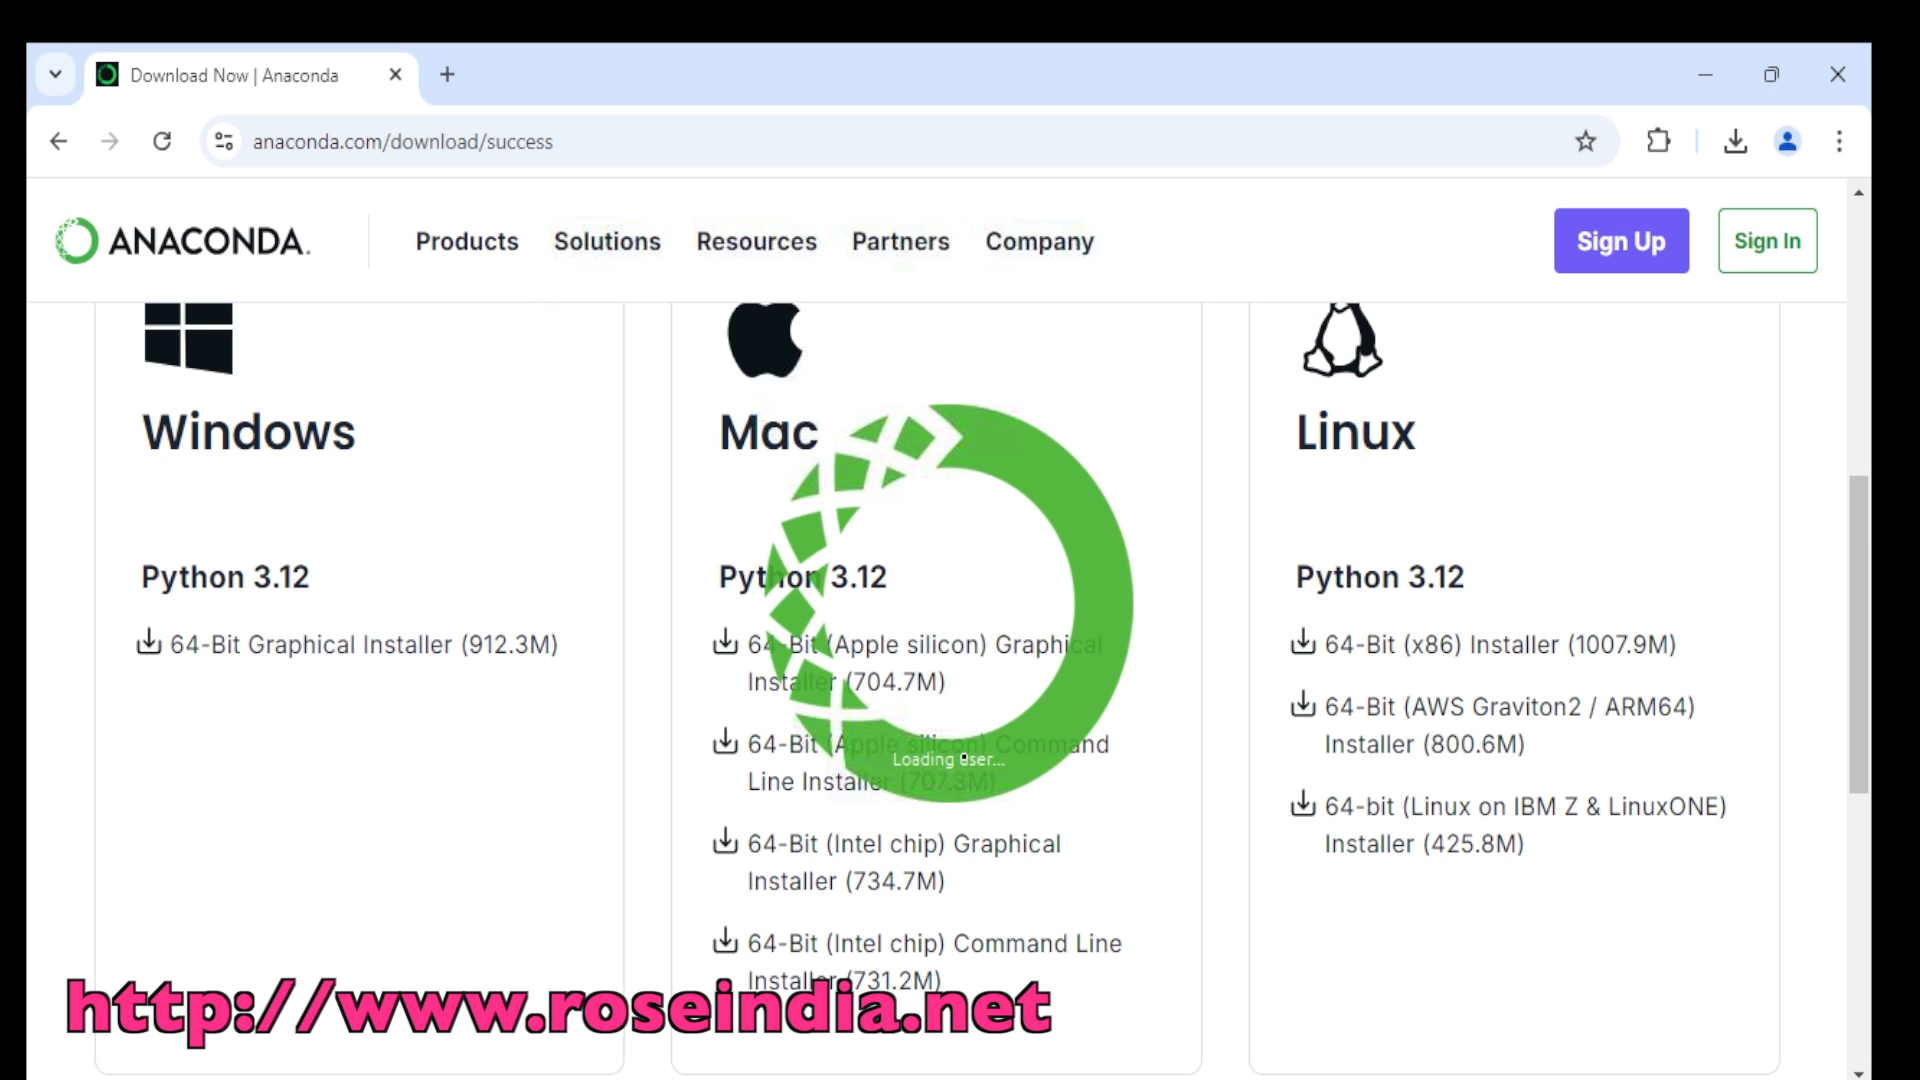 Download Now | Anaconda
anaconda.com/download/success
ANACONDA.
Products Solutions Resources Partners Company
Sign Up Sign In
Windows
Python 3.12
64-Bit Graphical Installer (912.3M)
Mac
Python 3.12
64-Bit (Apple silicon) Graphical
Installer (704.7M)
64-Bit (Apple silicon) Command
Line Installer (707.3M)
Loading user...
64-Bit (Intel chip) Graphical
Installer (734.7M)
64-Bit (Intel chip) Command Line
Installer (731.2M)
Linux
Python 3.12
64-Bit (x86) Installer (1007.9M)
64-Bit (AWS Graviton2 / ARM64)
Installer (800.6M)
64-bit (Linux on IBM Z & LinuxONE)
Installer (425.8M)
http://www.roseindia.net